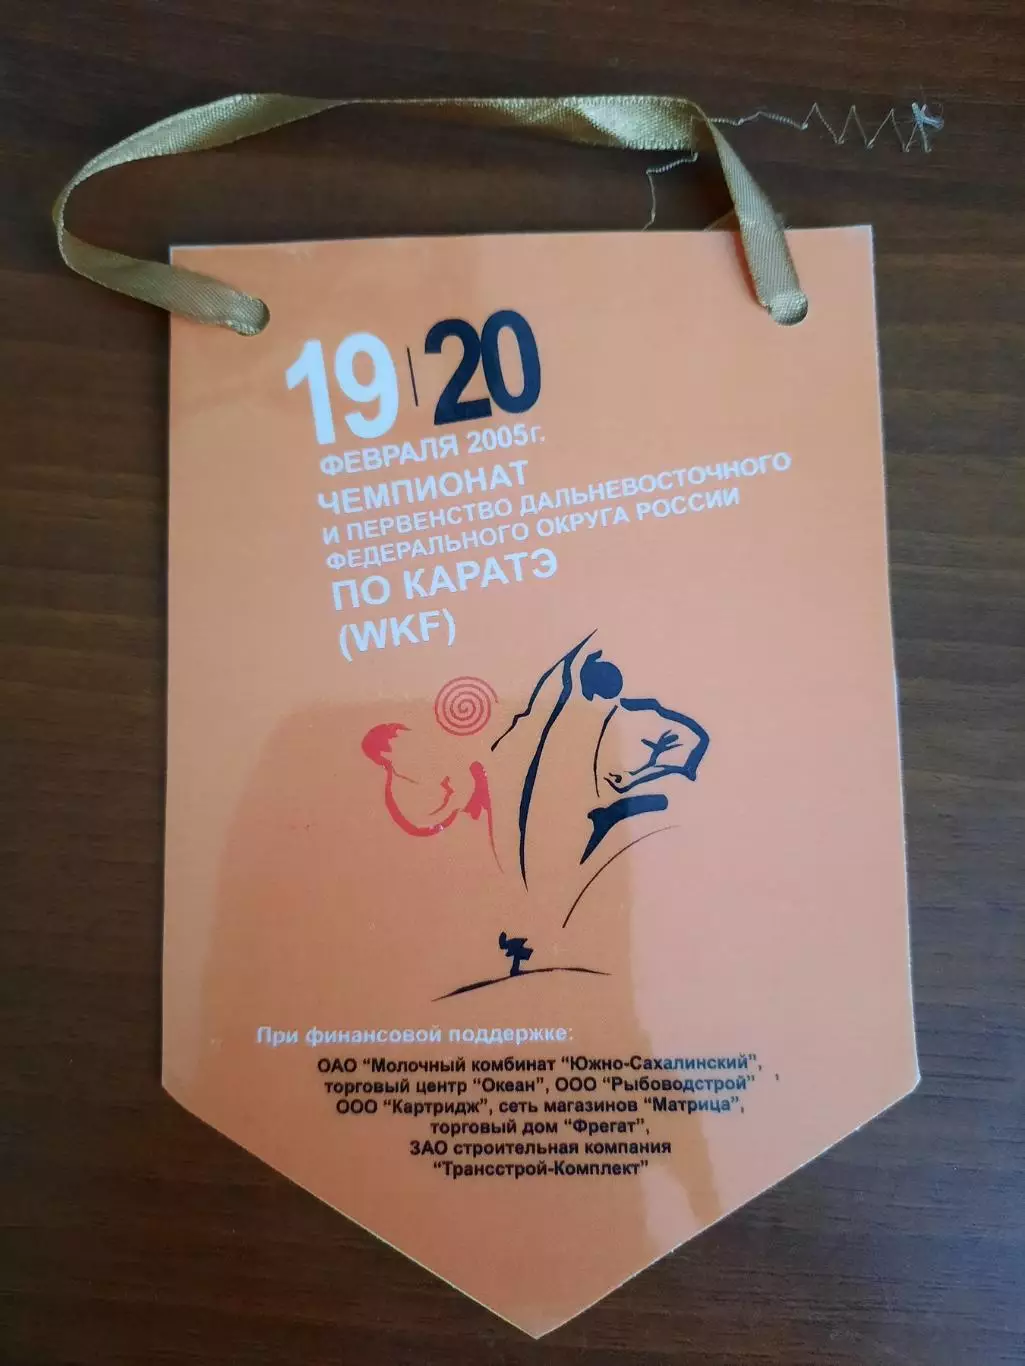 19 | 20
ФЕВРАЛЯ 2005г.
ЧЕМПИОНАТ
И ПЕРВЕНСТВО ДАЛЬНЕВОСТОЧНОГО
ФЕДЕРАЛЬНОГО ОКРУГА РОССИИ
ПО КАРАТЭ
(WKF)
При финансовой поддержке:
ОАО “Молочный комбинат “Южно-Сахалинский”,
торговый центр “Океан”, ООО “Рыбоводстрой” ,
ООО “Картридж”, сеть магазинов “Матрица”,
торговый дом “Фрегат”,
ЗАО строительная компания
“Трансстрой-Комплект”